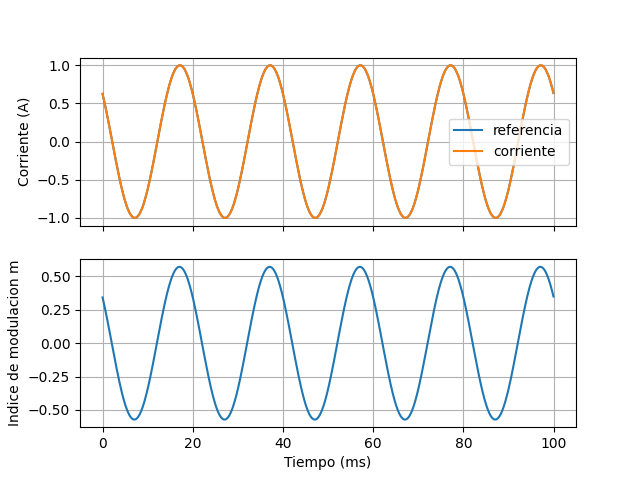 1.0
0.5
0.0
−0.5
−1.0
Corriente (A)
referencia
corriente
0.50
0.25
0.00
−0.25
−0.50
Indice de modulacion m
0 20 40 60 80 100
Tiempo (ms)